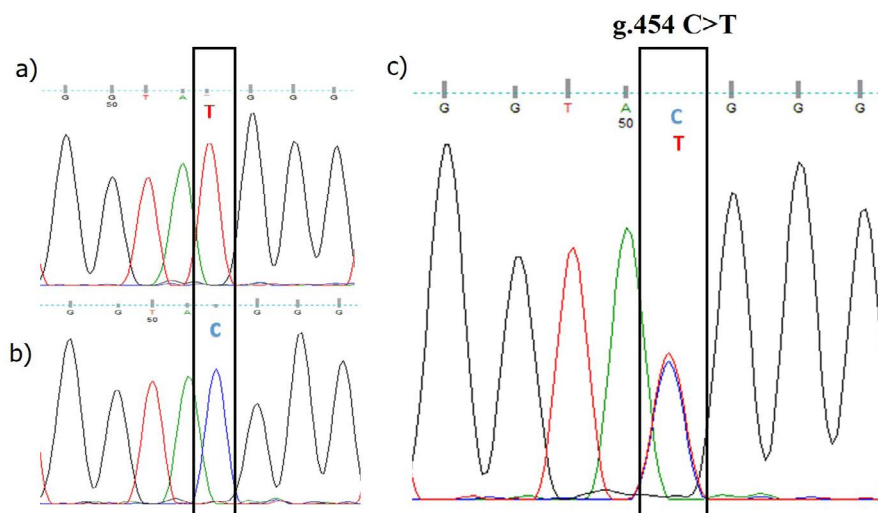 g.454 C>T
a)
G G T A T G G G
50
b)
G G T A C G G G
50
c)
G G T A C G G G
50 T